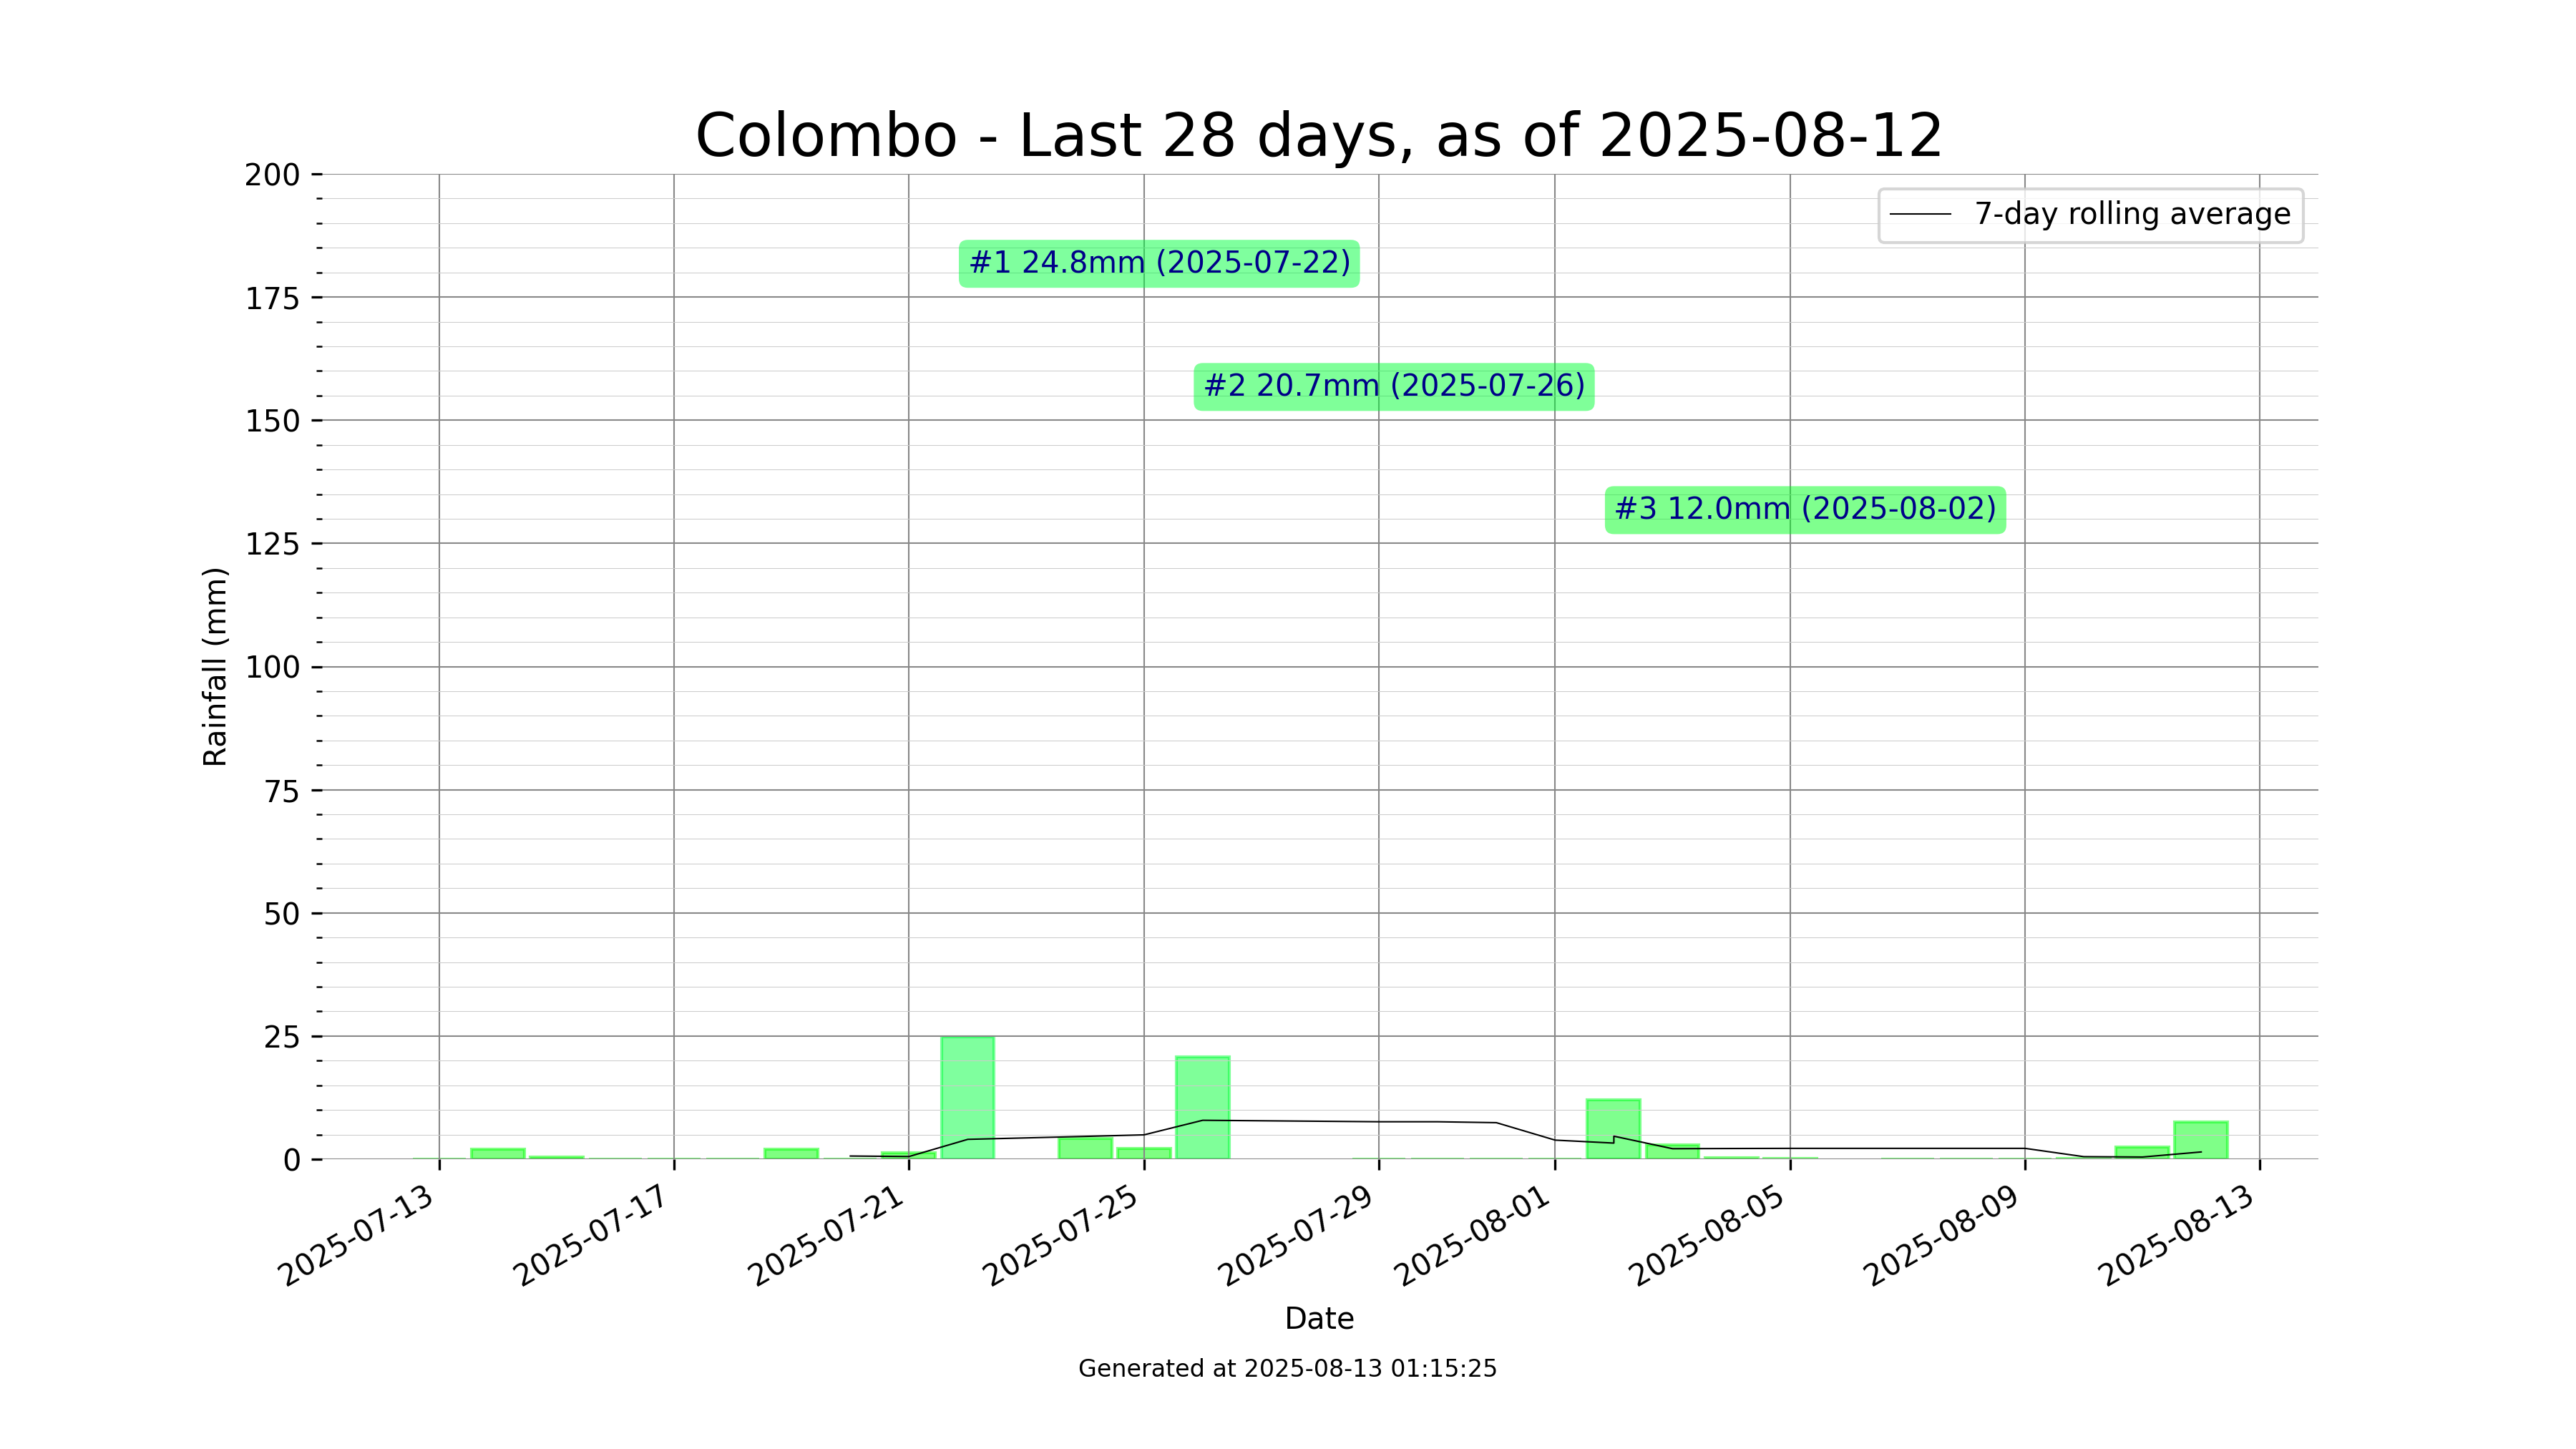 Colombo - Last 28 days, as of 2025-08-12
200
175
150
125
100
75
50
25
0
Rainfall (mm)
7-day rolling average
#1 24.8mm (2025-07-22)
#2 20.7mm (2025-07-26)
#3 12.0mm (2025-08-02)
2025-07-13
2025-07-17
2025-07-21
2025-07-25
2025-07-29
2025-08-01
2025-08-05
2025-08-09
2025-08-13
Date
Generated at 2025-08-13 01:15:25